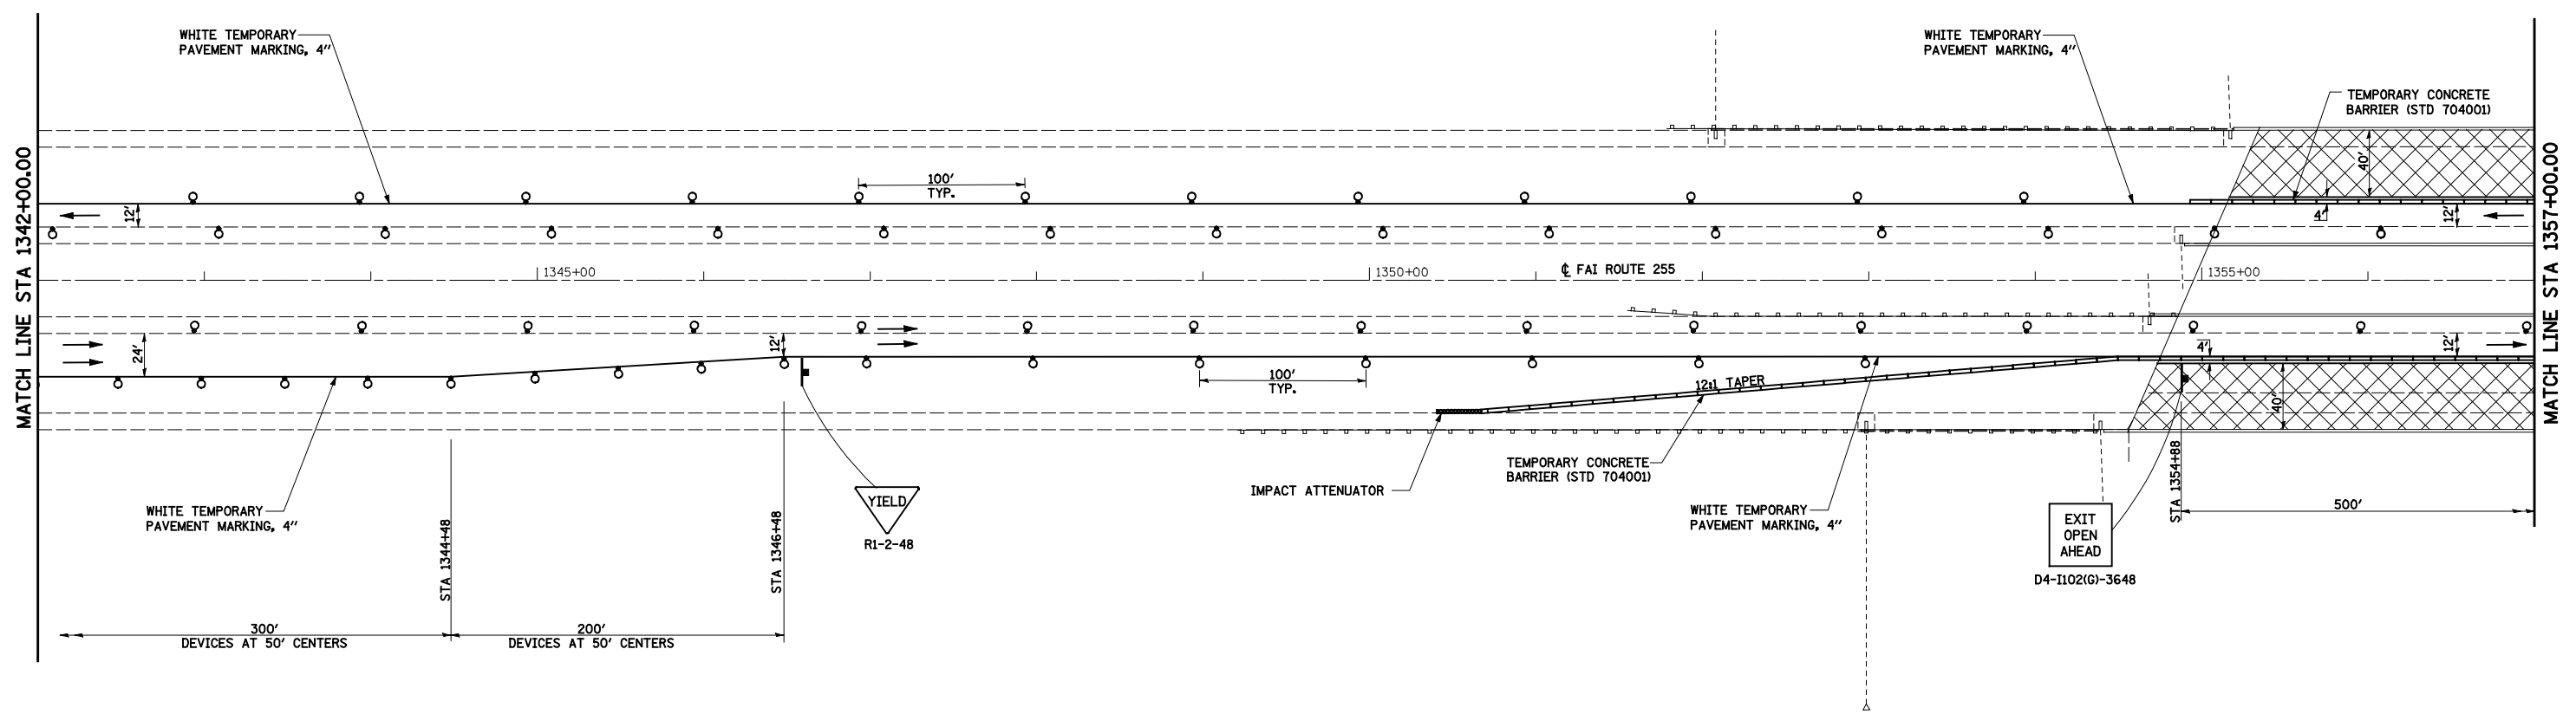 WHITE TEMPORARY
PAVEMENT MARKING, 4"
WHITE TEMPORARY
PAVEMENT MARKING, 4"
TEMPORARY CONCRETE
BARRIER (STD 704001)
MATCH LINE STA 1342+00.00
MATCH LINE STA 1357+00.00
40'
100'
TYP.
12'
4'
12'
1345+00
1350+00
℄ FAI ROUTE 255
1355+00
24'
12'
4'
12'
100'
TYP.
12:1 TAPER
40'
TEMPORARY CONCRETE
BARRIER (STD 704001)
IMPACT ATTENUATOR
YIELD
R1-2-48
WHITE TEMPORARY
PAVEMENT MARKING, 4"
WHITE TEMPORARY
PAVEMENT MARKING, 4"
STA 1344+48
STA 1346+48
STA 1354+88
500'
EXIT
OPEN
AHEAD
D4-I102(G)-3648
300'
DEVICES AT 50' CENTERS
200'
DEVICES AT 50' CENTERS